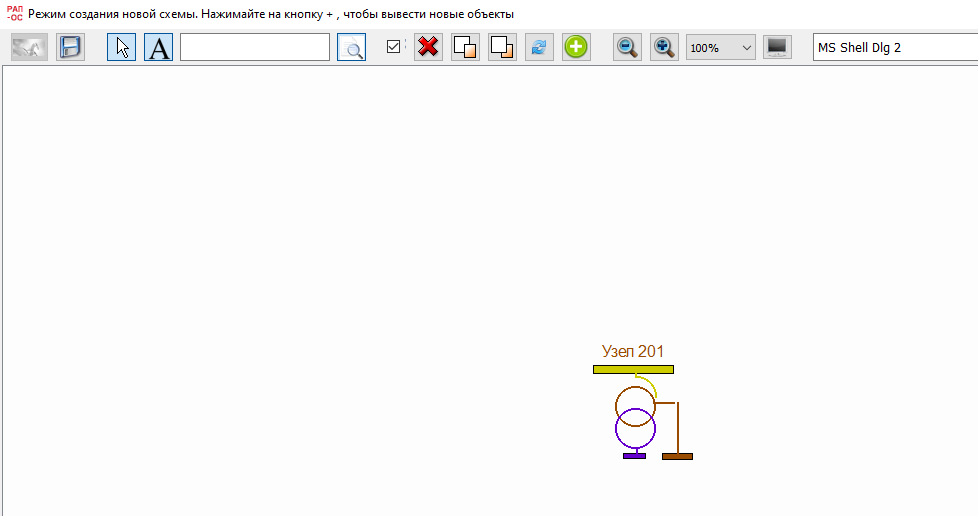 РАП
-ОС
Режим создания новой схемы. Нажимайте на кнопку + , чтобы вывести новые объекты
A
100%
MS Shell Dlg 2
Узел 201